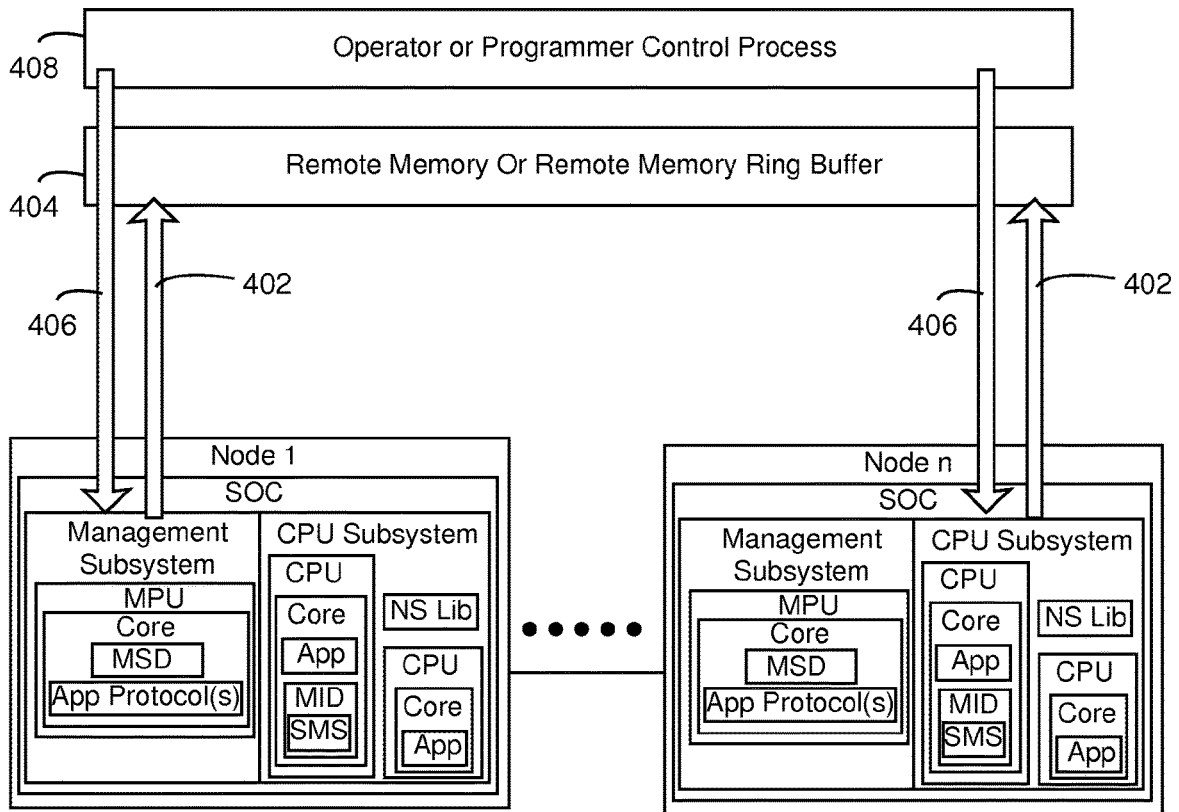 Operator or Programmer Control Process
408
Remote Memory Or Remote Memory Ring Buffer
404
402
406
402
406
Node 1
SOC
Management
Subsystem
MPU
Core
MSD
App Protocol(s)
CPU Subsystem
CPU
Core
App
MID
SMS
NS Lib
CPU
Core
App
Node n
SOC
Management
Subsystem
MPU
Core
MSD
App Protocol(s)
CPU Subsystem
CPU
Core
App
MID
SMS
NS Lib
CPU
Core
App